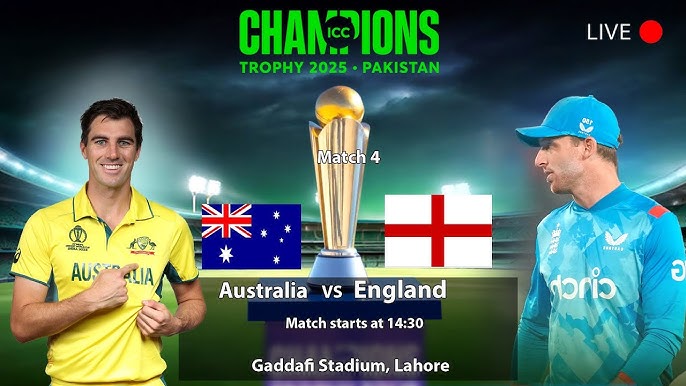 CHAMPIONS
ICC
TROPHY 2025 · PAKISTAN
LIVE
Match 4
AUSTRALIA
cinch
Australia vs England
Match starts at 14:30
Gaddafi Stadium, Lahore